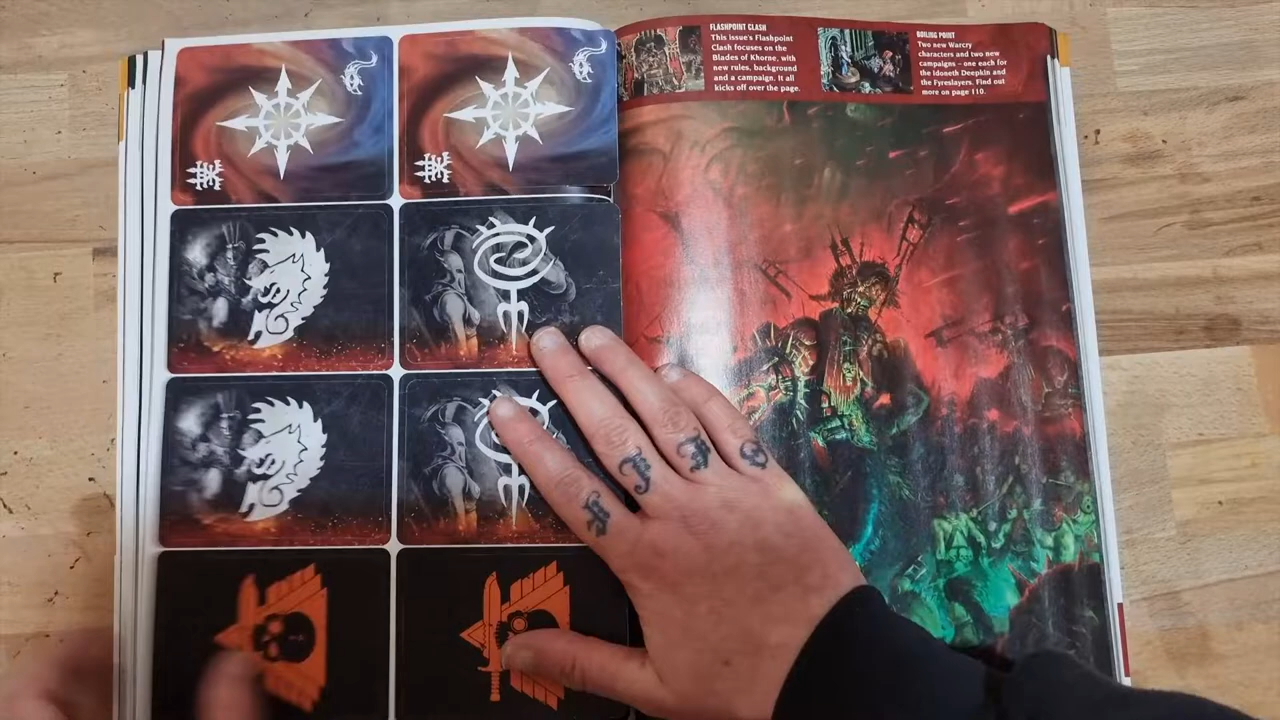 FLASHPOINT CLASH
This issue's Flashpoint
Clash focuses on the
Blades of Khorne, with
new rules, background
and a campaign. It all
kicks off over the page.
BOILING POINT
Two new Warcry
characters and two new
campaigns – one each for
the Idoneth Deepkin and
the Fyreslayers. Find out
more on page 110.